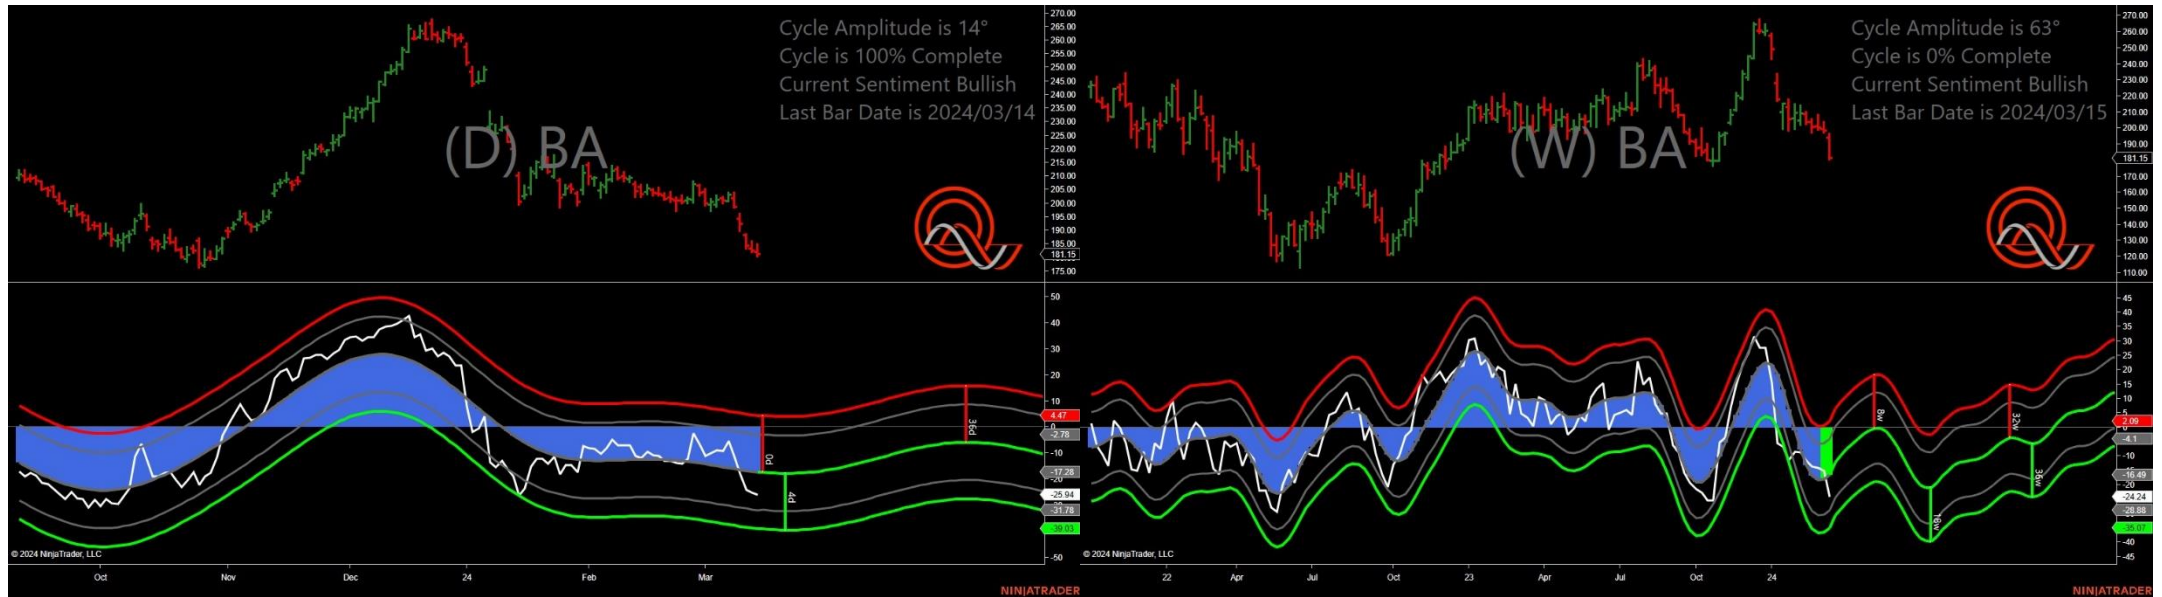 Cycle Amplitude is 14°
Cycle is 100% Complete
Current Sentiment Bullish
Last Bar Date is 2024/03/14
(D) BA
270.00
265.00
260.00
255.00
250.00
245.00
240.00
235.00
230.00
225.00
220.00
215.00
210.00
205.00
200.00
195.00
190.00
185.00
181.15
175.00
50
40
30
20
10
4.47
0
-2.78
-10
-17.28
-25.94
-31.78
-39.03
-50
0d
4d
36d
© 2024 NinjaTrader, LLC
Oct
Nov
Dec
24
Feb
Mar
NINJATRADER
Cycle Amplitude is 63°
Cycle is 0% Complete
Current Sentiment Bullish
Last Bar Date is 2024/03/15
(W) BA
270.00
260.00
250.00
240.00
230.00
220.00
210.00
200.00
190.00
181.15
170.00
160.00
150.00
140.00
130.00
120.00
110.00
45
40
35
30
25
20
15
10
5
2.09
0
-4.1
-10
-16.49
-20
-24.24
-28.88
-35.07
-40
-45
8w
18w
32w
© 2024 NinjaTrader, LLC
22
Apr
Jul
Oct
23
Apr
Jul
Oct
24
NINJATRADER